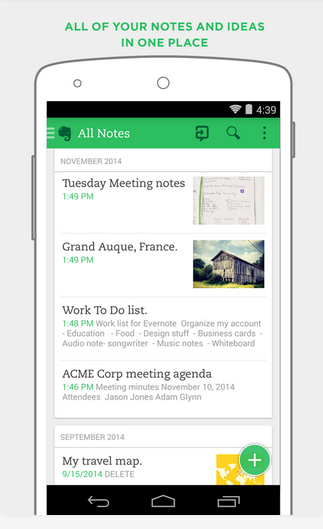 ALL OF YOUR NOTES AND IDEAS
IN ONE PLACE
4:39
All Notes
NOVEMBER 2014
Tuesday Meeting notes
1:49 PM
Grand Auque, France.
1:49 PM
Work To Do list.
1:48 PM Work list for Evernote Organize my account
- Education - Food - Design stuff - Business cards -
Audio note- songwriter - Music notes - Whiteboard
ACME Corp meeting agenda
1:46 PM Meeting minutes November 10, 2014
Attendees Jason Jones Adam Glynn
SEPTEMBER 2014
My travel map.
9/15/2014 DELETE